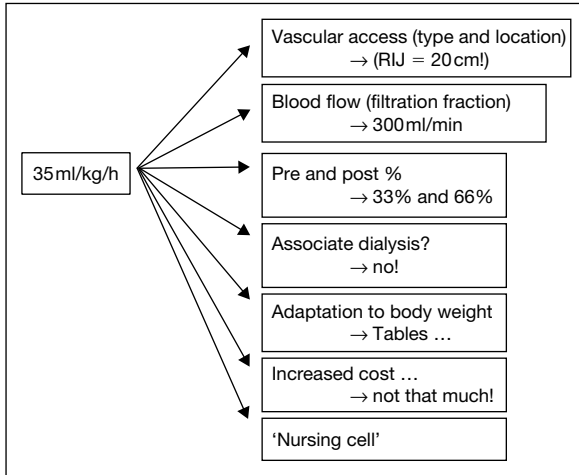 35 ml/kg/h
Vascular access (type and location)
→ (RIJ = 20 cm!)
Blood flow (filtration fraction)
→ 300 ml/min
Pre and post %
→ 33% and 66%
Associate dialysis?
→ no!
Adaptation to body weight
→ Tables …
Increased cost …
→ not that much!
‘Nursing cell’